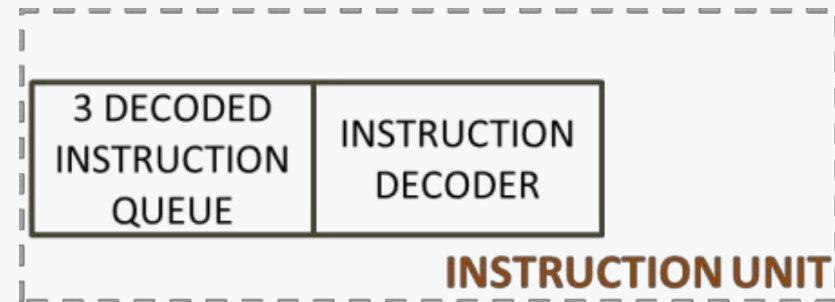 3 DECODED
INSTRUCTION
QUEUE
INSTRUCTION
DECODER
INSTRUCTION UNIT